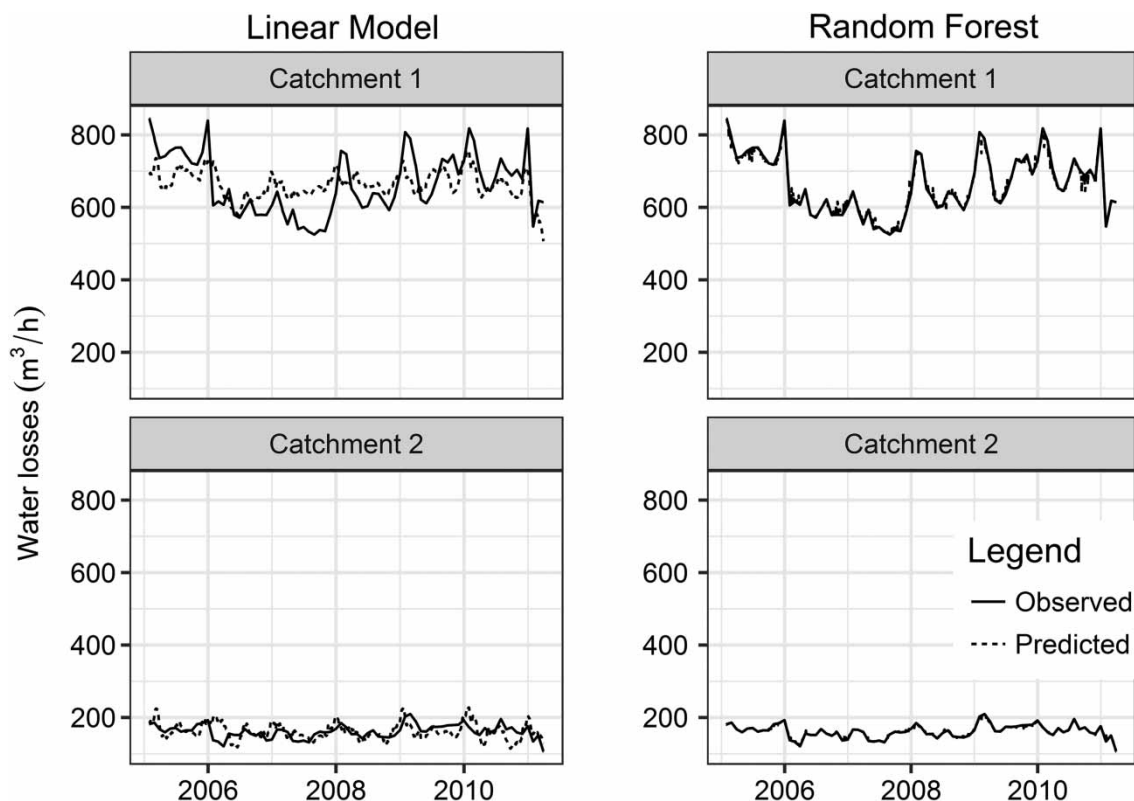 Linear Model
Random Forest
Catchment 1
Catchment 1
800
600
400
200
800
600
400
200
Water losses (m³/h)
Catchment 2
Catchment 2
800
600
400
200
800
600
400
200
Legend
Observed
Predicted
2006
2008
2010
2006
2008
2010